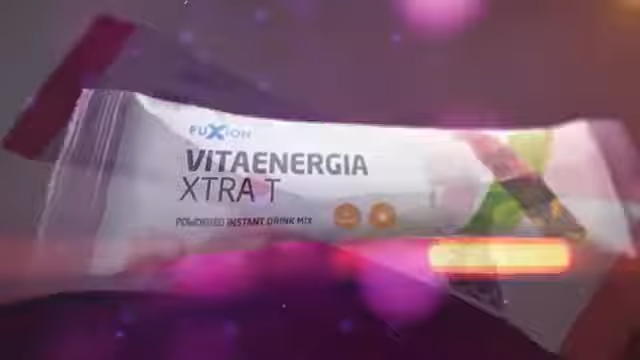 FUXION
VITAENERGIA
XTRA T
POWDERED INSTANT DRINK MIX